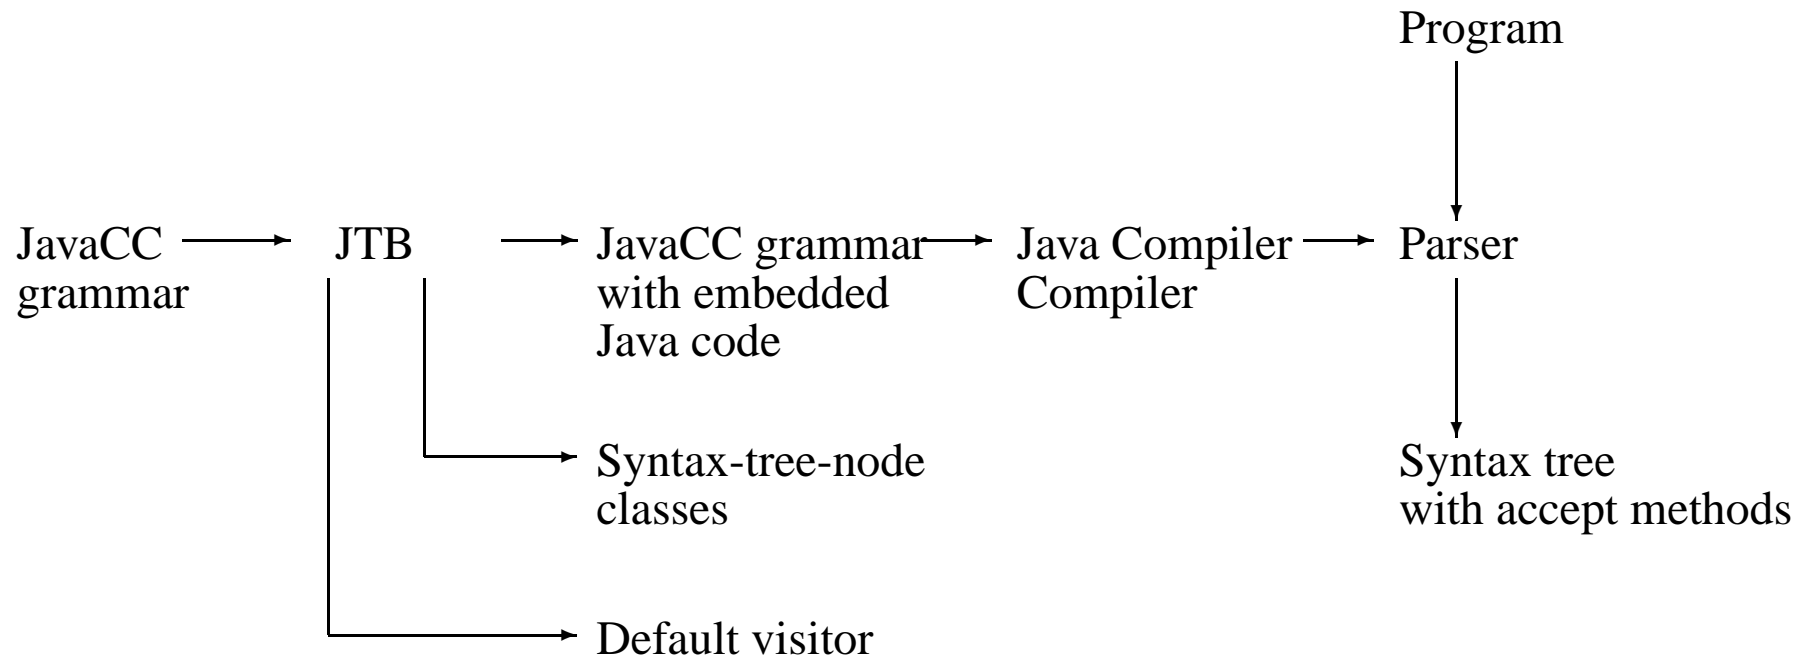 Program
JavaCC
grammar
JTB
JavaCC grammar
with embedded
Java code
Java Compiler
Compiler
Parser
Syntax-tree-node
classes
Syntax tree
with accept methods
Default visitor